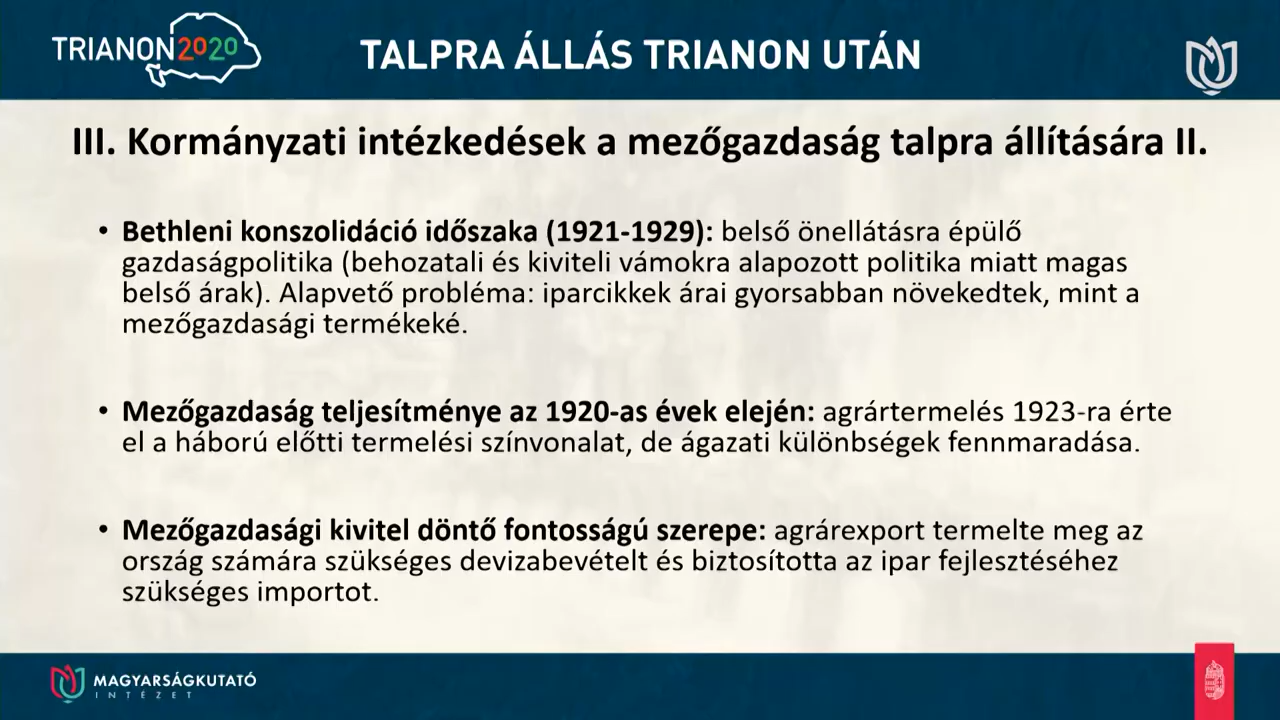 TRIANON2020
TALPRA ÁLLÁS TRIANON UTÁN
III. Kormányzati intézkedések a mezőgazdaság talpra állítására II.
• Bethleni konszolidáció időszaka (1921-1929): belső önellátásra épülő
gazdaságpolitika (behozatali és kiviteli vámokra alapozott politika miatt magas
belső árak). Alapvető probléma: iparcikkek árai gyorsabban növekedtek, mint a
mezőgazdasági termékeké.
• Mezőgazdaság teljesítménye az 1920-as évek elején: agrártermelés 1923-ra érte
el a háború előtti termelési színvonalat, de ágazati különbségek fennmaradása.
• Mezőgazdasági kivitel döntő fontosságú szerepe: agrárexport termelte meg az
ország számára szükséges devizabevételt és biztosította az ipar fejlesztéséhez
szükséges importot.
MAGYARSÁGKUTATÓ
INTÉZET